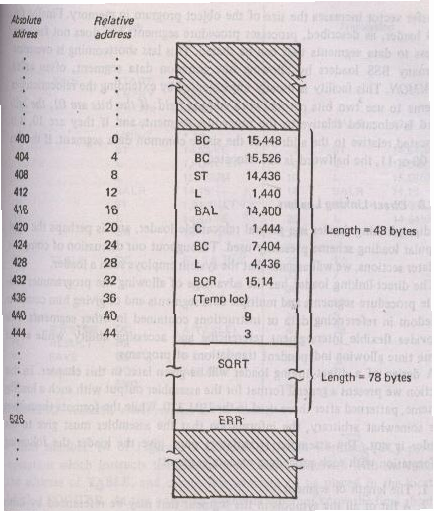 Absolute address Relative address
400 0 BC 15,448
404 4 BC 15,526
408 8 ST 14,436
412 12 L 1,440
416 16 BAL 14,400
420 20 C 1,444 Length = 48 bytes
424 24 BC 7,404
428 28 L 4,436
432 32 BCR 15,14
436 36 (Temp loc)
440 40 9
444 44 3
SQRT
Length = 78 bytes
526 ERR